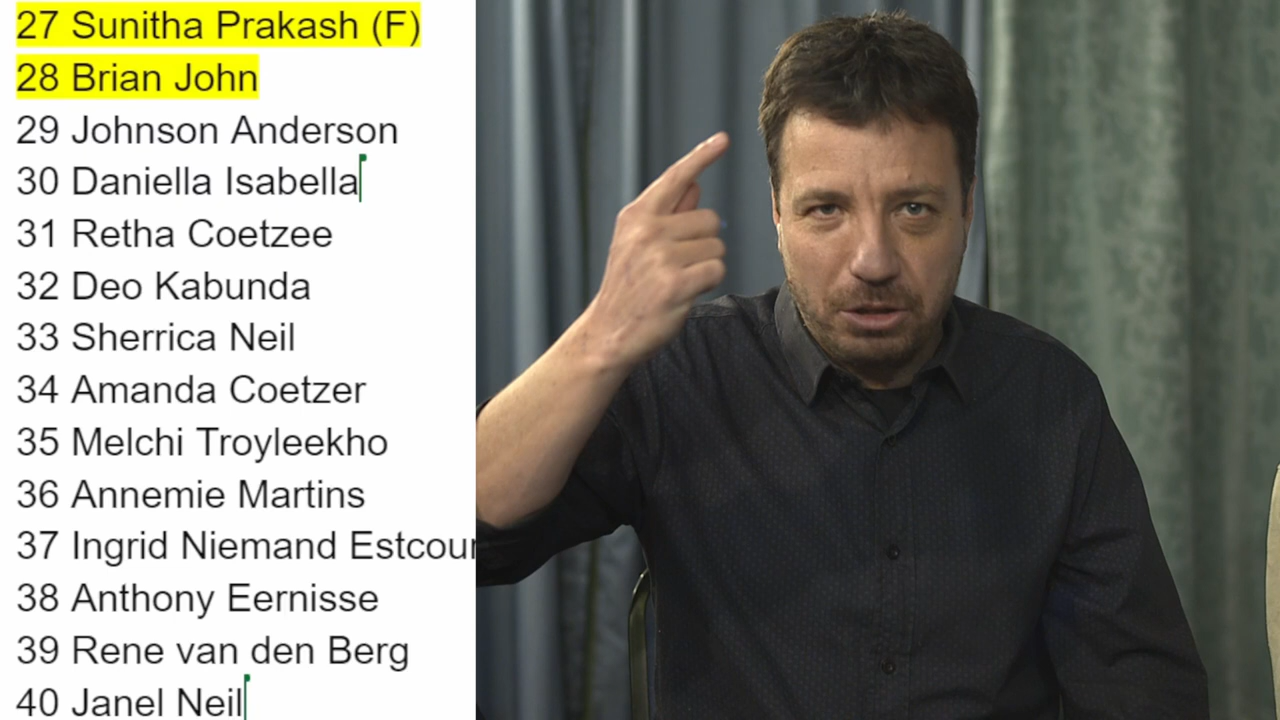 27 Sunitha Prakash (F)
28 Brian John
29 Johnson Anderson
30 Daniella Isabella
31 Retha Coetzee
32 Deo Kabunda
33 Sherrica Neil
34 Amanda Coetzer
35 Melchi Troyleekho
36 Annemie Martins
37 Ingrid Niemand Estcour
38 Anthony Eernisse
39 Rene van den Berg
40 Janel Neil